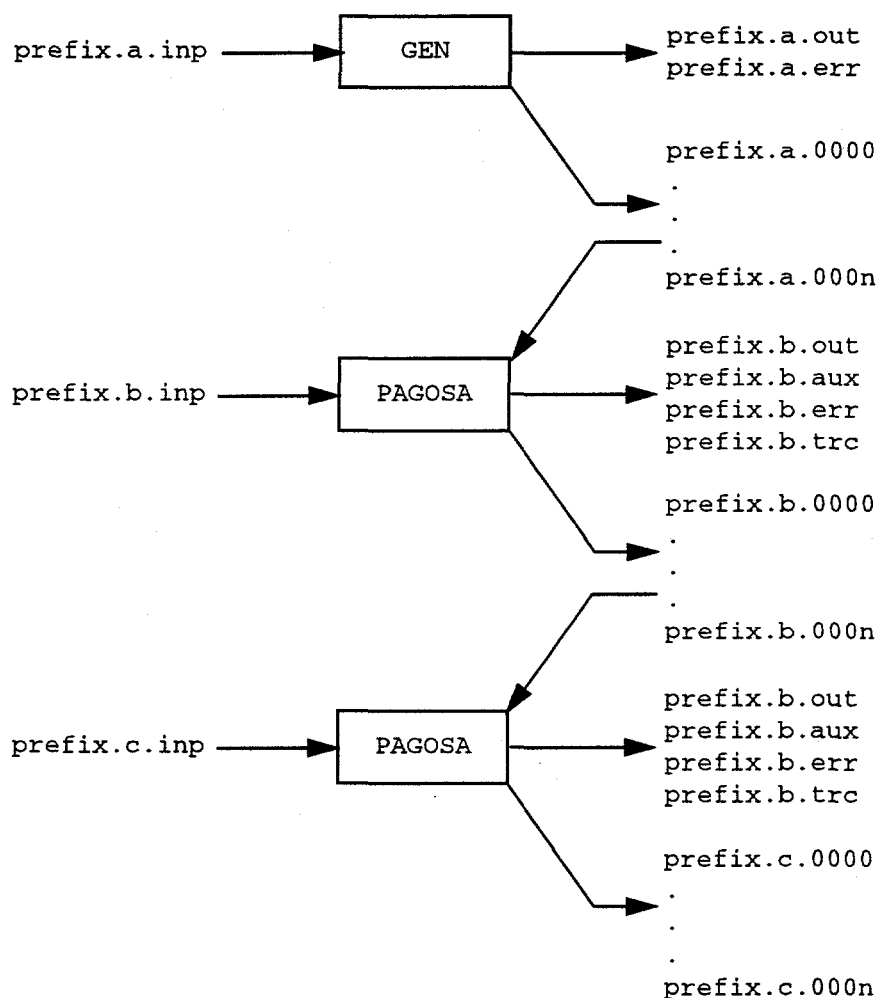 prefix.a.inp
GEN
prefix.a.out
prefix.a.err
prefix.a.0000
.
.
.
prefix.a.000n
prefix.b.inp
PAGOSA
prefix.b.out
prefix.b.aux
prefix.b.err
prefix.b.trc
prefix.b.0000
.
.
.
prefix.b.000n
prefix.c.inp
PAGOSA
prefix.b.out
prefix.b.aux
prefix.b.err
prefix.b.trc
prefix.c.0000
.
.
.
prefix.c.000n